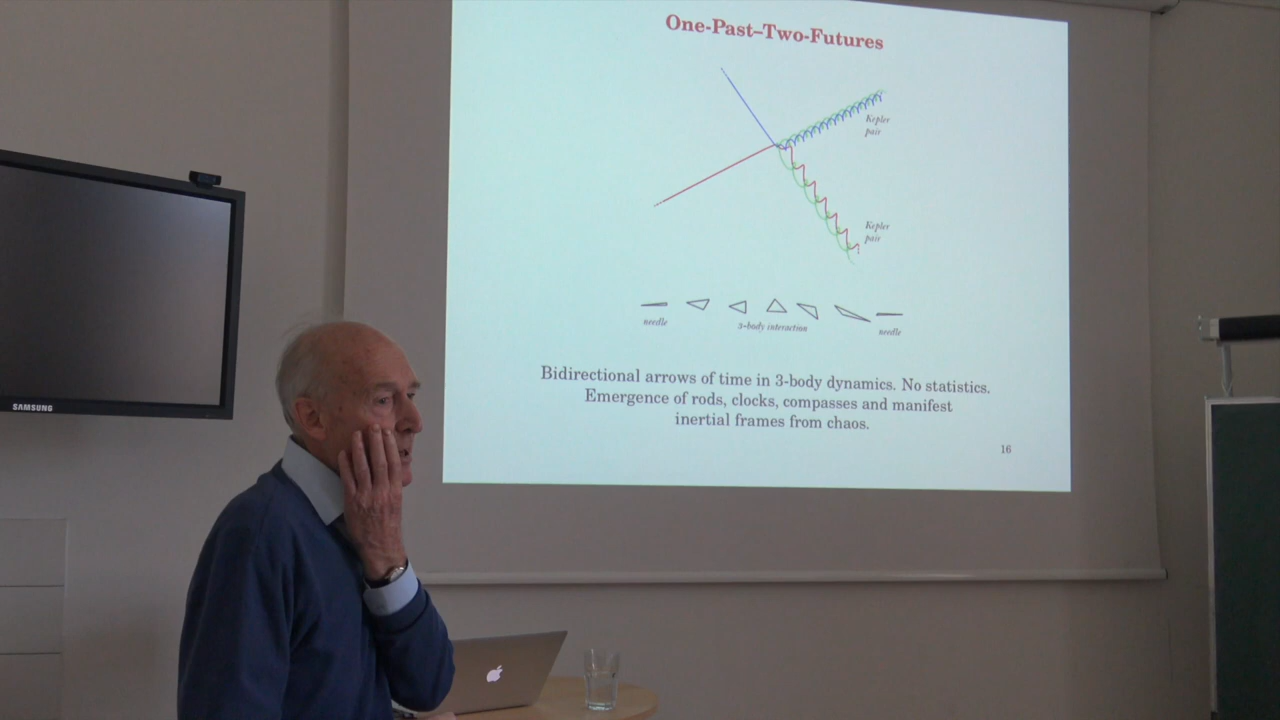 One-Past–Two-Futures
Kepler
pair
Kepler
pair
needle
3-body interaction
needle
Bidirectional arrows of time in 3-body dynamics. No statistics.
Emergence of rods, clocks, compasses and manifest
inertial frames from chaos.
16
SAMSUNG